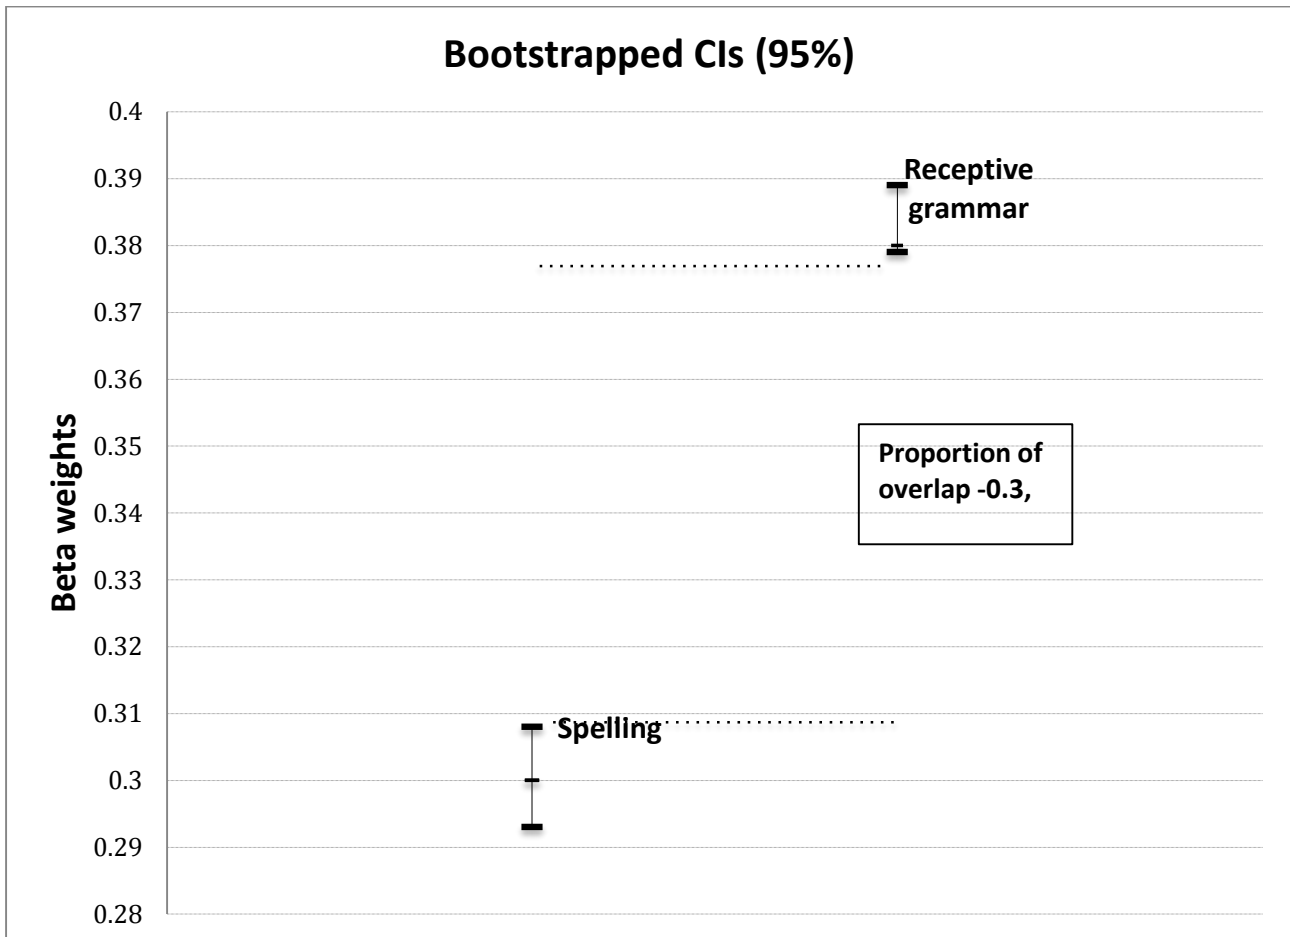 Bootstrapped CIs (95%)
0.4
0.39
0.38
0.37
0.36
0.35
0.34
0.33
0.32
0.31
0.3
0.29
0.28
Beta weights
Receptive
grammar
Proportion of
overlap -0.3,
Spelling